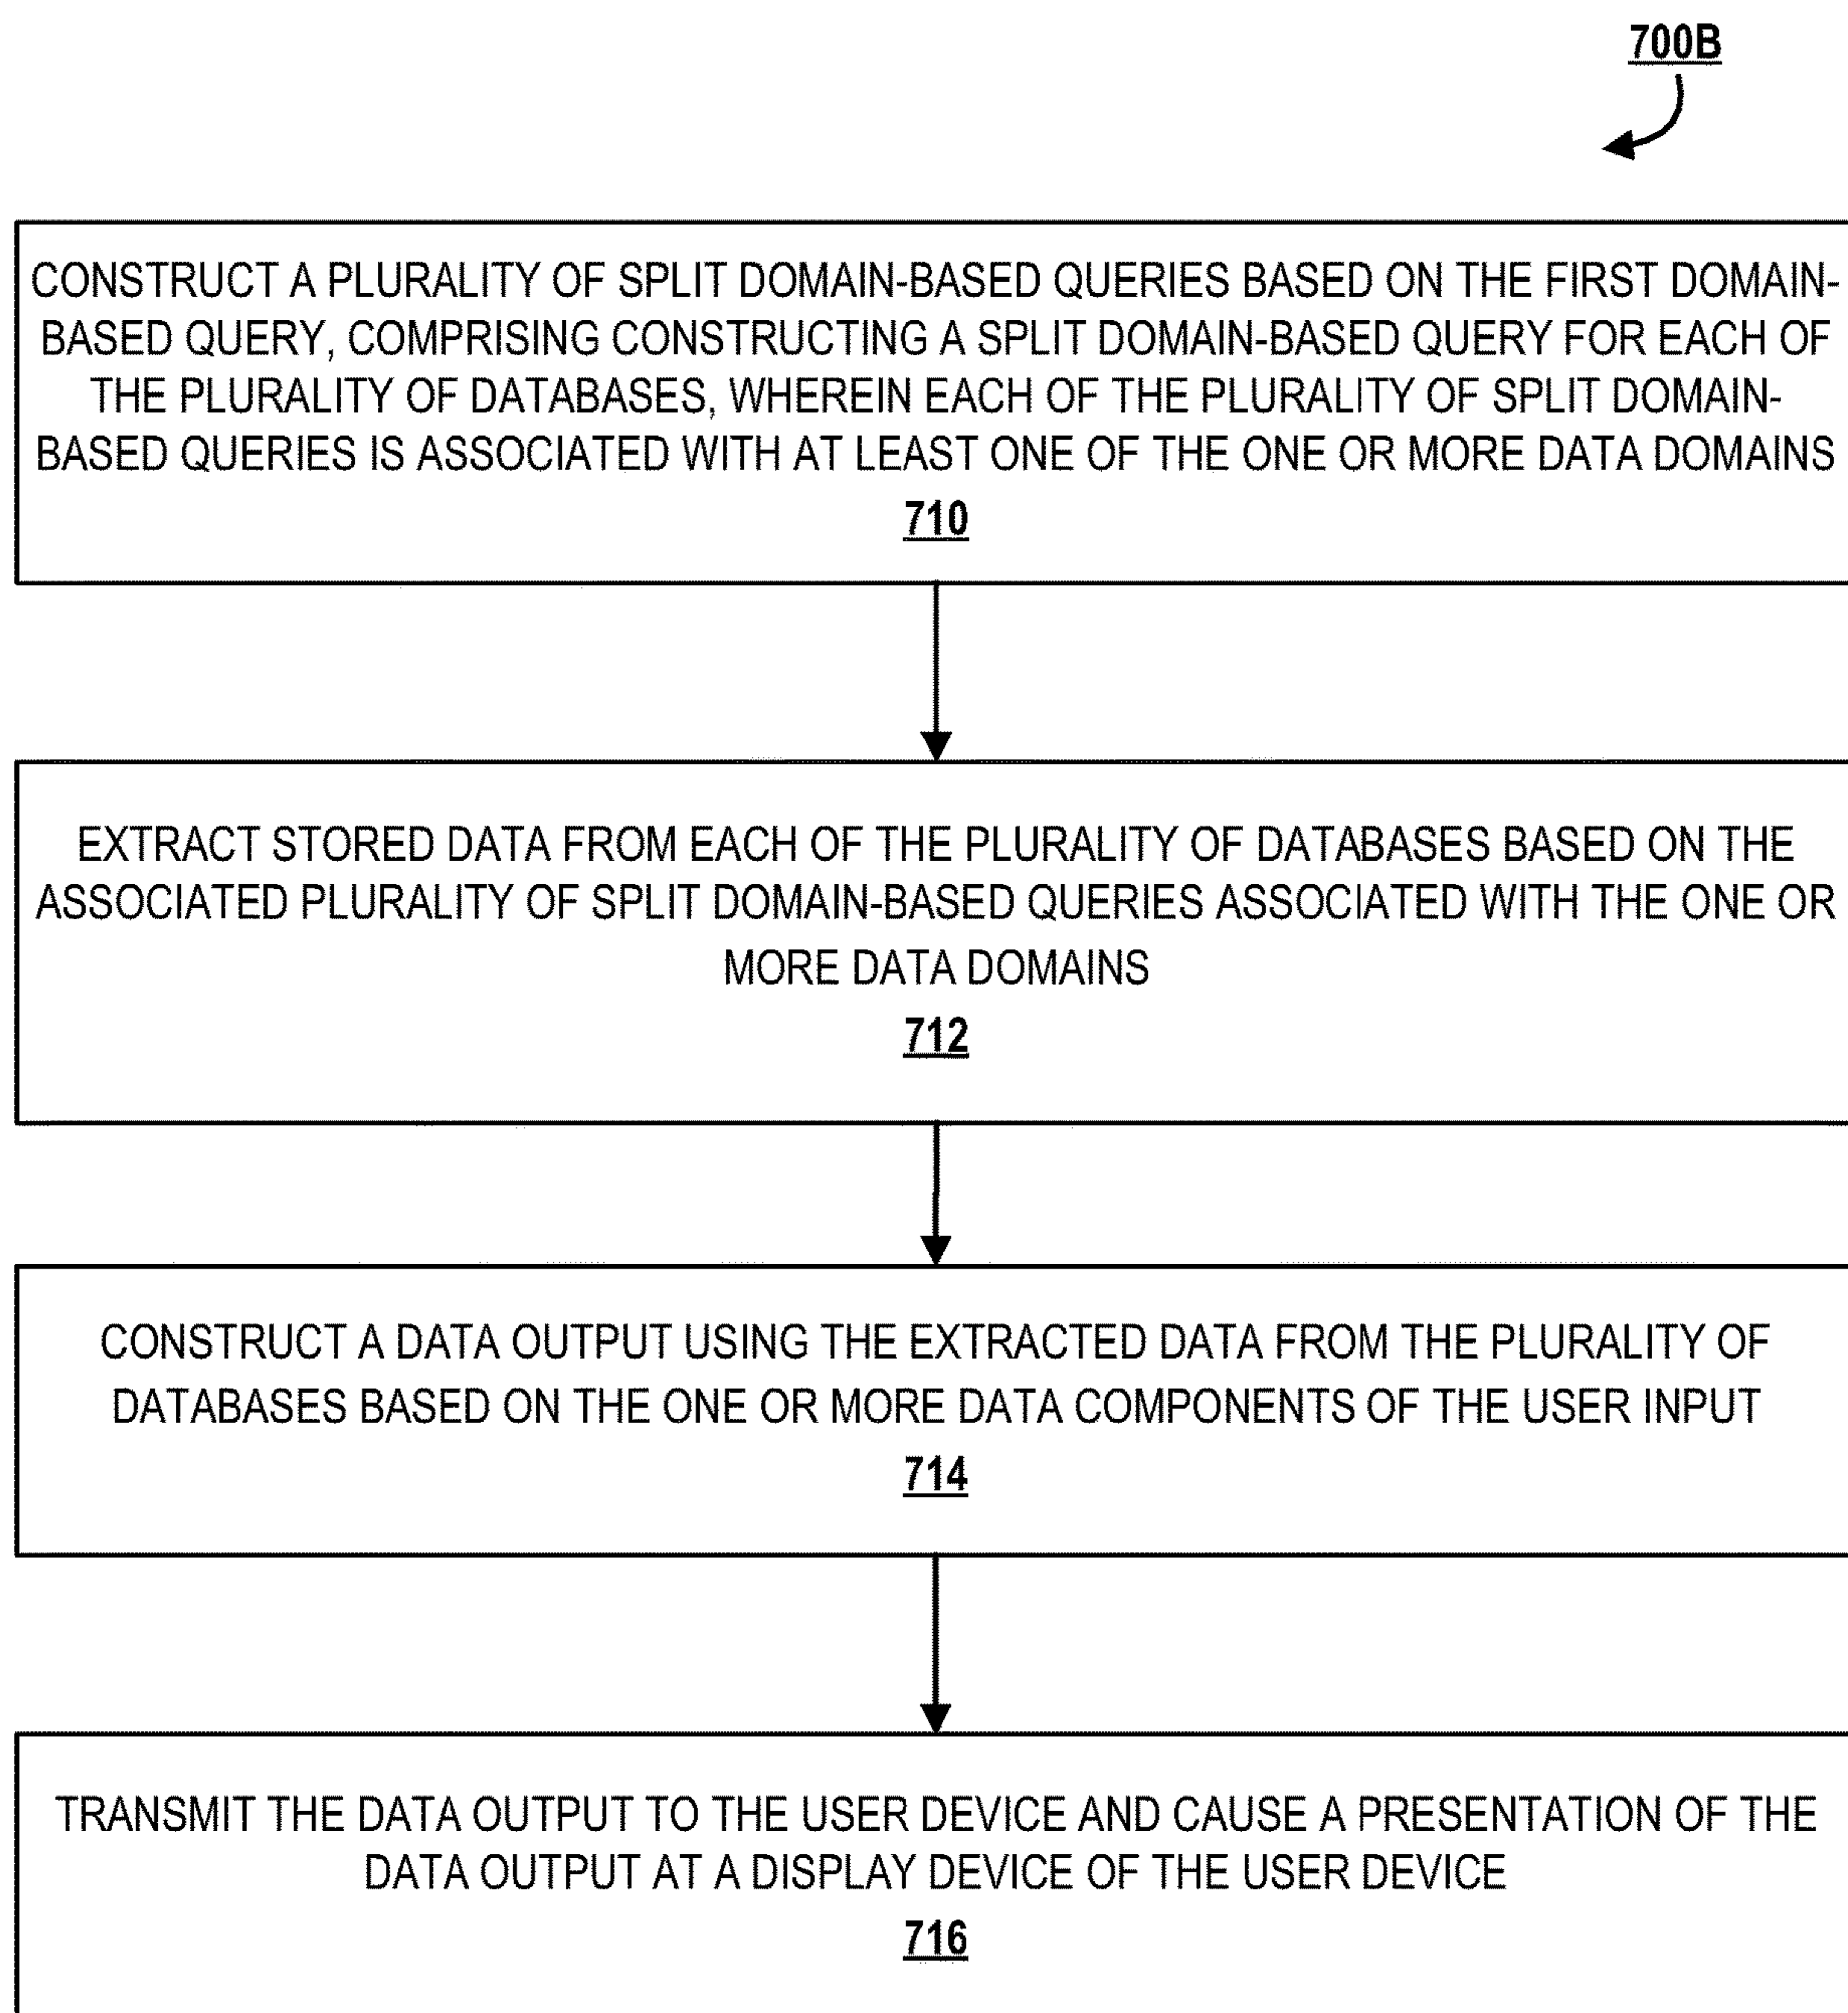 700B
CONSTRUCT A PLURALITY OF SPLIT DOMAIN-BASED QUERIES BASED ON THE FIRST DOMAIN-
BASED QUERY, COMPRISING CONSTRUCTING A SPLIT DOMAIN-BASED QUERY FOR EACH OF
THE PLURALITY OF DATABASES, WHEREIN EACH OF THE PLURALITY OF SPLIT DOMAIN-
BASED QUERIES IS ASSOCIATED WITH AT LEAST ONE OF THE ONE OR MORE DATA DOMAINS
710
EXTRACT STORED DATA FROM EACH OF THE PLURALITY OF DATABASES BASED ON THE
ASSOCIATED PLURALITY OF SPLIT DOMAIN-BASED QUERIES ASSOCIATED WITH THE ONE OR
MORE DATA DOMAINS
712
CONSTRUCT A DATA OUTPUT USING THE EXTRACTED DATA FROM THE PLURALITY OF
DATABASES BASED ON THE ONE OR MORE DATA COMPONENTS OF THE USER INPUT
714
TRANSMIT THE DATA OUTPUT TO THE USER DEVICE AND CAUSE A PRESENTATION OF THE
DATA OUTPUT AT A DISPLAY DEVICE OF THE USER DEVICE
716